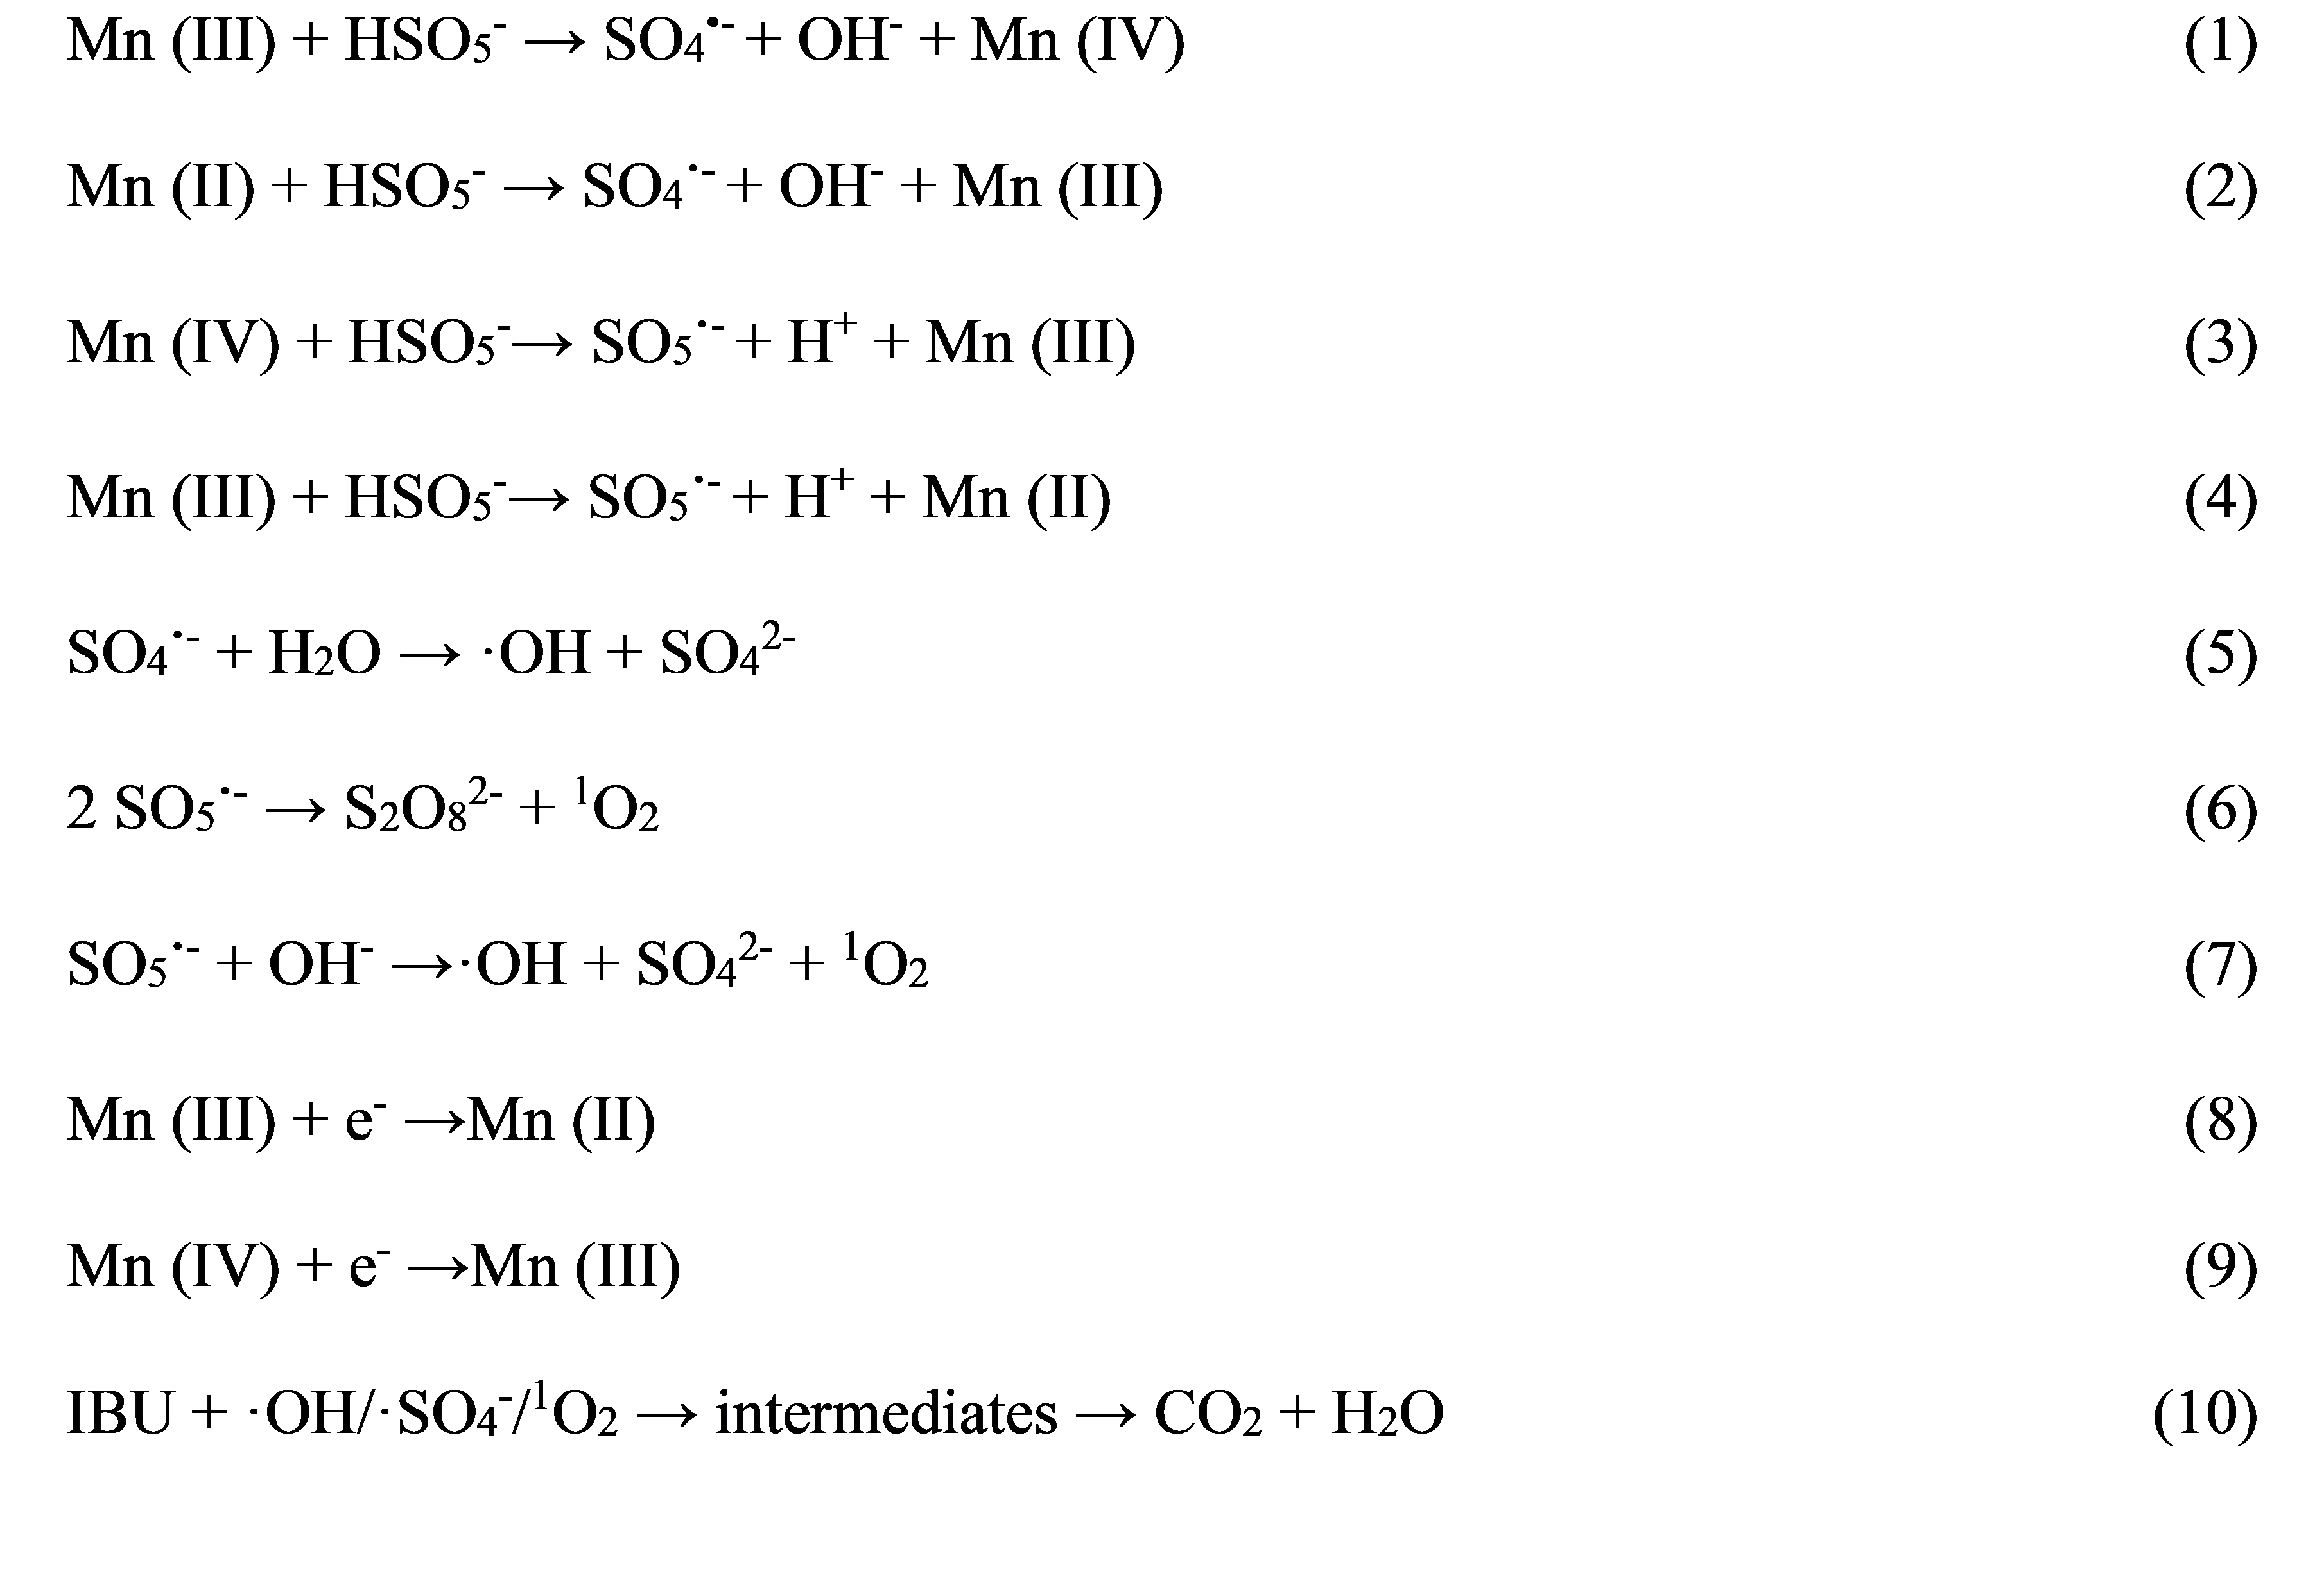 Mn (III) + HSO₅⁻ → SO₄˙⁻ + OH⁻ + Mn (IV) (1)
Mn (II) + HSO₅⁻ → SO₄˙⁻ + OH⁻ + Mn (III) (2)
Mn (IV) + HSO₅⁻→ SO₅˙⁻ + H⁺ + Mn (III) (3)
Mn (III) + HSO₅⁻→ SO₅˙⁻ + H⁺ + Mn (II) (4)
SO₄˙⁻ + H₂O → ·OH + SO₄²⁻ (5)
2 SO₅˙⁻ → S₂O₈²⁻ + ¹O₂ (6)
SO₅˙⁻ + OH⁻ →·OH + SO₄²⁻ + ¹O₂ (7)
Mn (III) + e⁻ →Mn (II) (8)
Mn (IV) + e⁻ →Mn (III) (9)
IBU + ·OH/·SO₄⁻/¹O₂ → intermediates → CO₂ + H₂O (10)